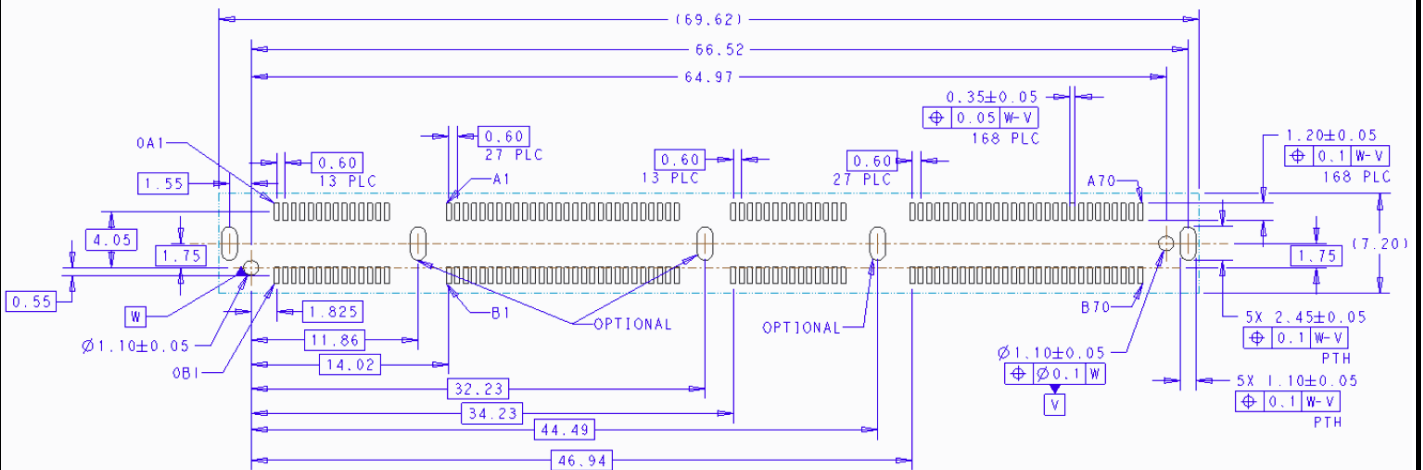 (69.62)
66.52
64.97
0.35±0.05
⌖ 0.05 W-V
168 PLC
0A1
0.60
13 PLC
0.60
27 PLC
A1
0.60
13 PLC
0.60
27 PLC
A70
1.20±0.05
⌖ 0.1 W-V
168 PLC
1.55
4.05
1.75
0.55
(7.20)
1.75
W
Ø1.10±0.05
0B1
1.825
11.86
14.02
B1
OPTIONAL
OPTIONAL
B70
Ø1.10±0.05
⌖ Ø0.1 W
V
5X 2.45±0.05
⌖ 0.1 W-V
PTH
5X 1.10±0.05
⌖ 0.1 W-V
PTH
32.23
34.23
44.49
46.94